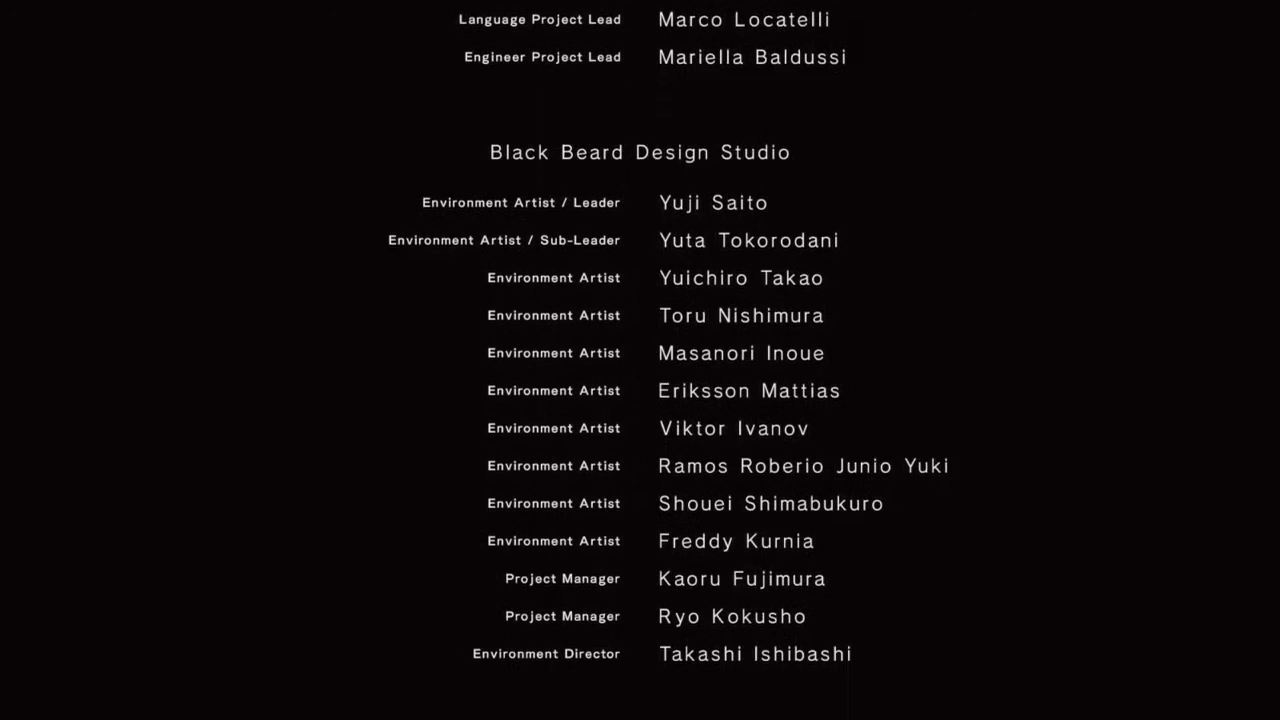 Language Project Lead Marco Locatelli
Engineer Project Lead Mariella Baldussi
Black Beard Design Studio
Environment Artist / Leader Yuji Saito
Environment Artist / Sub-Leader Yuta Tokorodani
Environment Artist Yuichiro Takao
Environment Artist Toru Nishimura
Environment Artist Masanori Inoue
Environment Artist Eriksson Mattias
Environment Artist Viktor Ivanov
Environment Artist Ramos Roberio Junio Yuki
Environment Artist Shouei Shimabukuro
Environment Artist Freddy Kurnia
Project Manager Kaoru Fujimura
Project Manager Ryo Kokusho
Environment Director Takashi Ishibashi